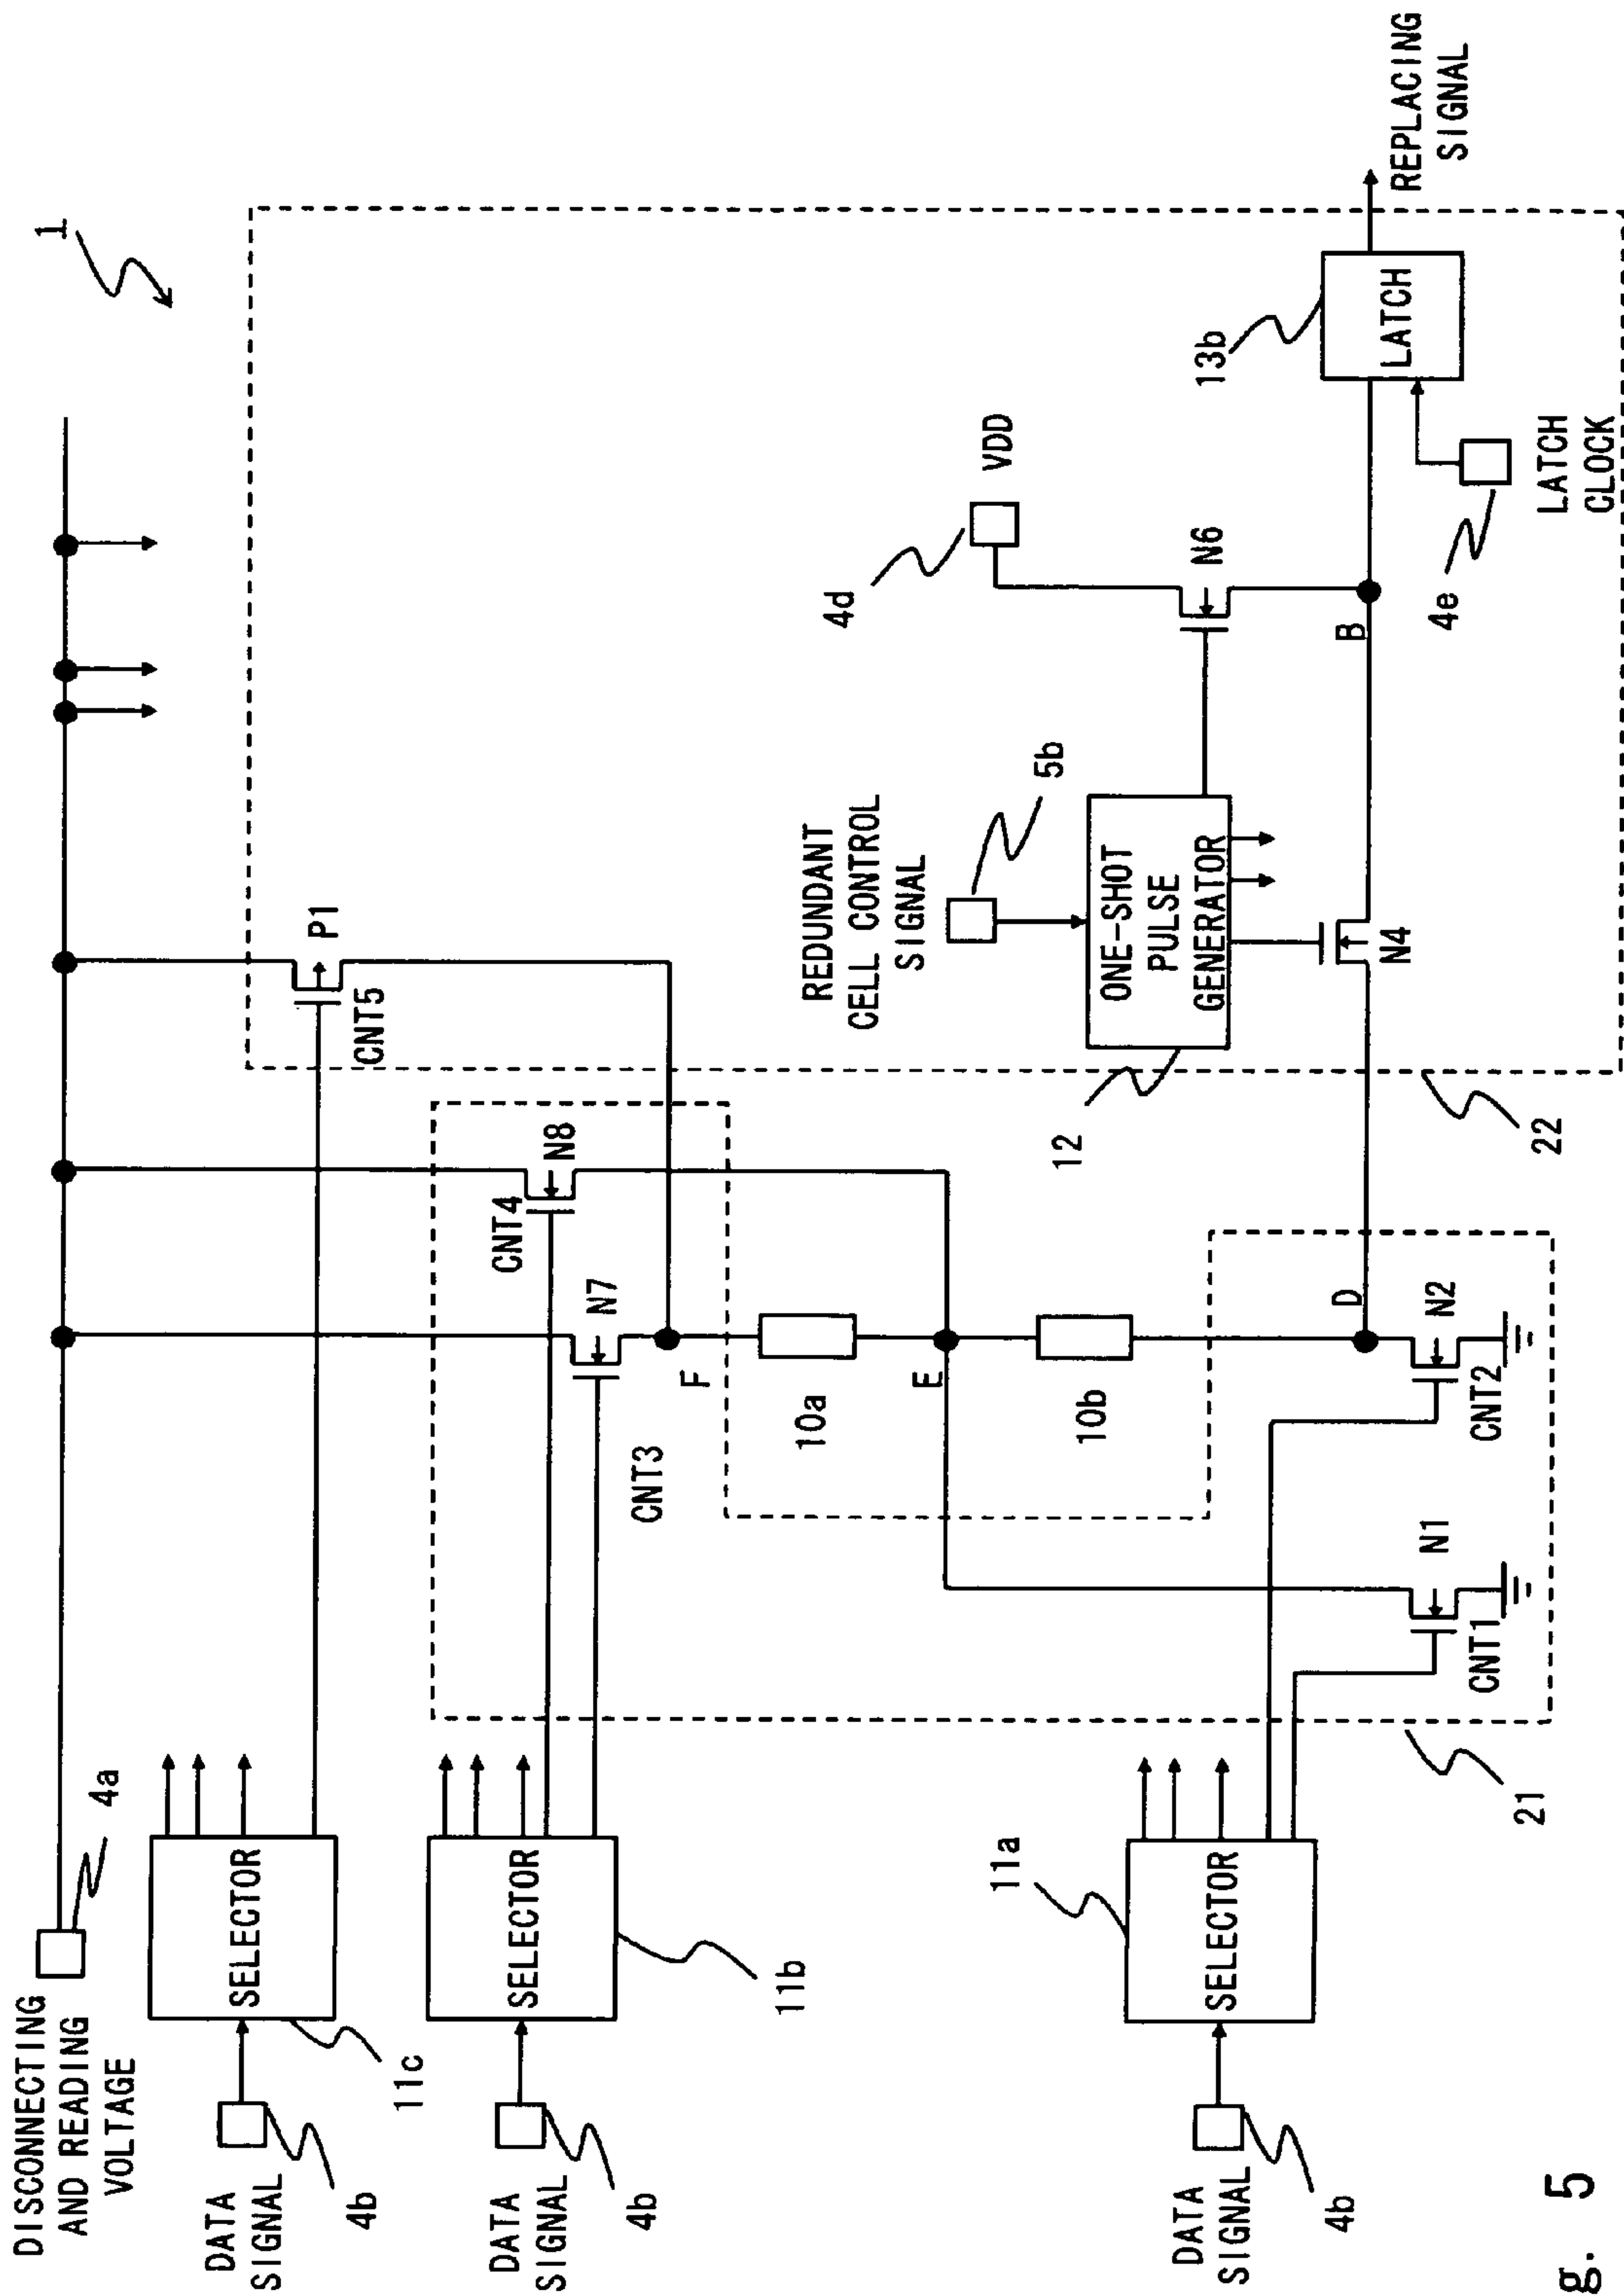 DISCONNECTING
AND READING
VOLTAGE
4a
1
DATA
SIGNAL
4b
SELECTOR
11c
P1
CNT5
DATA
SIGNAL
4b
SELECTOR
11b
CNT4
N8
N7
CNT3
F
10a
E
10b
REDUNDANT
CELL CONTROL
SIGNAL
5b
ONE-SHOT
PULSE
GENERATOR
12
4d
VDD
N6
B
N4
D
13b
LATCH
REPLACING
SIGNAL
4e
LATCH
CLOCK
22
DATA
SIGNAL
4b
SELECTOR
11a
N1
CNT1
N2
CNT2
21
g. 5